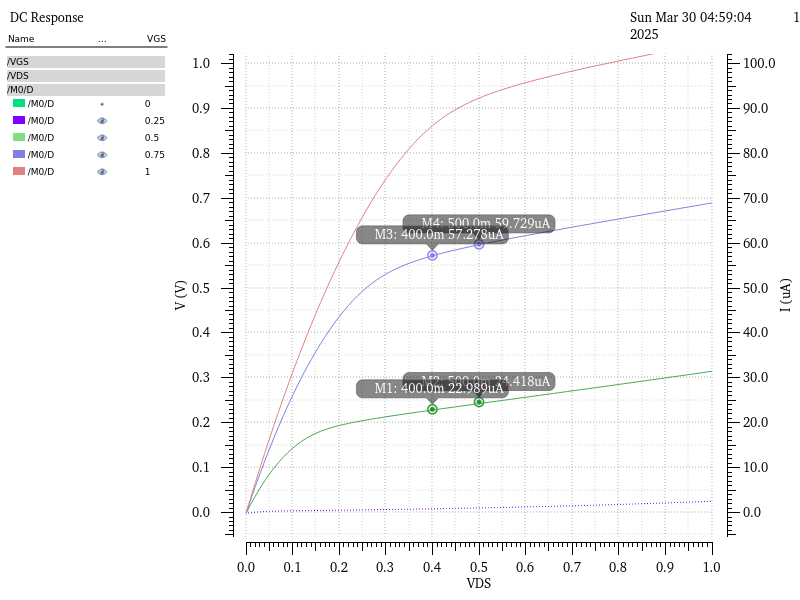 DC Response
Sun Mar 30 04:59:04 1
2025
Name ... VGS
/VGS
/VDS
/M0/D
/M0/D 0
/M0/D 0.25
/M0/D 0.5
/M0/D 0.75
/M0/D 1
V (V)
1.0
0.9
0.8
0.7
0.6
0.5
0.4
0.3
0.2
0.1
0.0
M4: 500.0m 59.729uA
M3: 400.0m 57.278uA
M2: 500.0m 24.418uA
M1: 400.0m 22.989uA
100.0
90.0
80.0
70.0
60.0
50.0
40.0
30.0
20.0
10.0
0.0
I (uA)
0.0 0.1 0.2 0.3 0.4 0.5 0.6 0.7 0.8 0.9 1.0
VDS